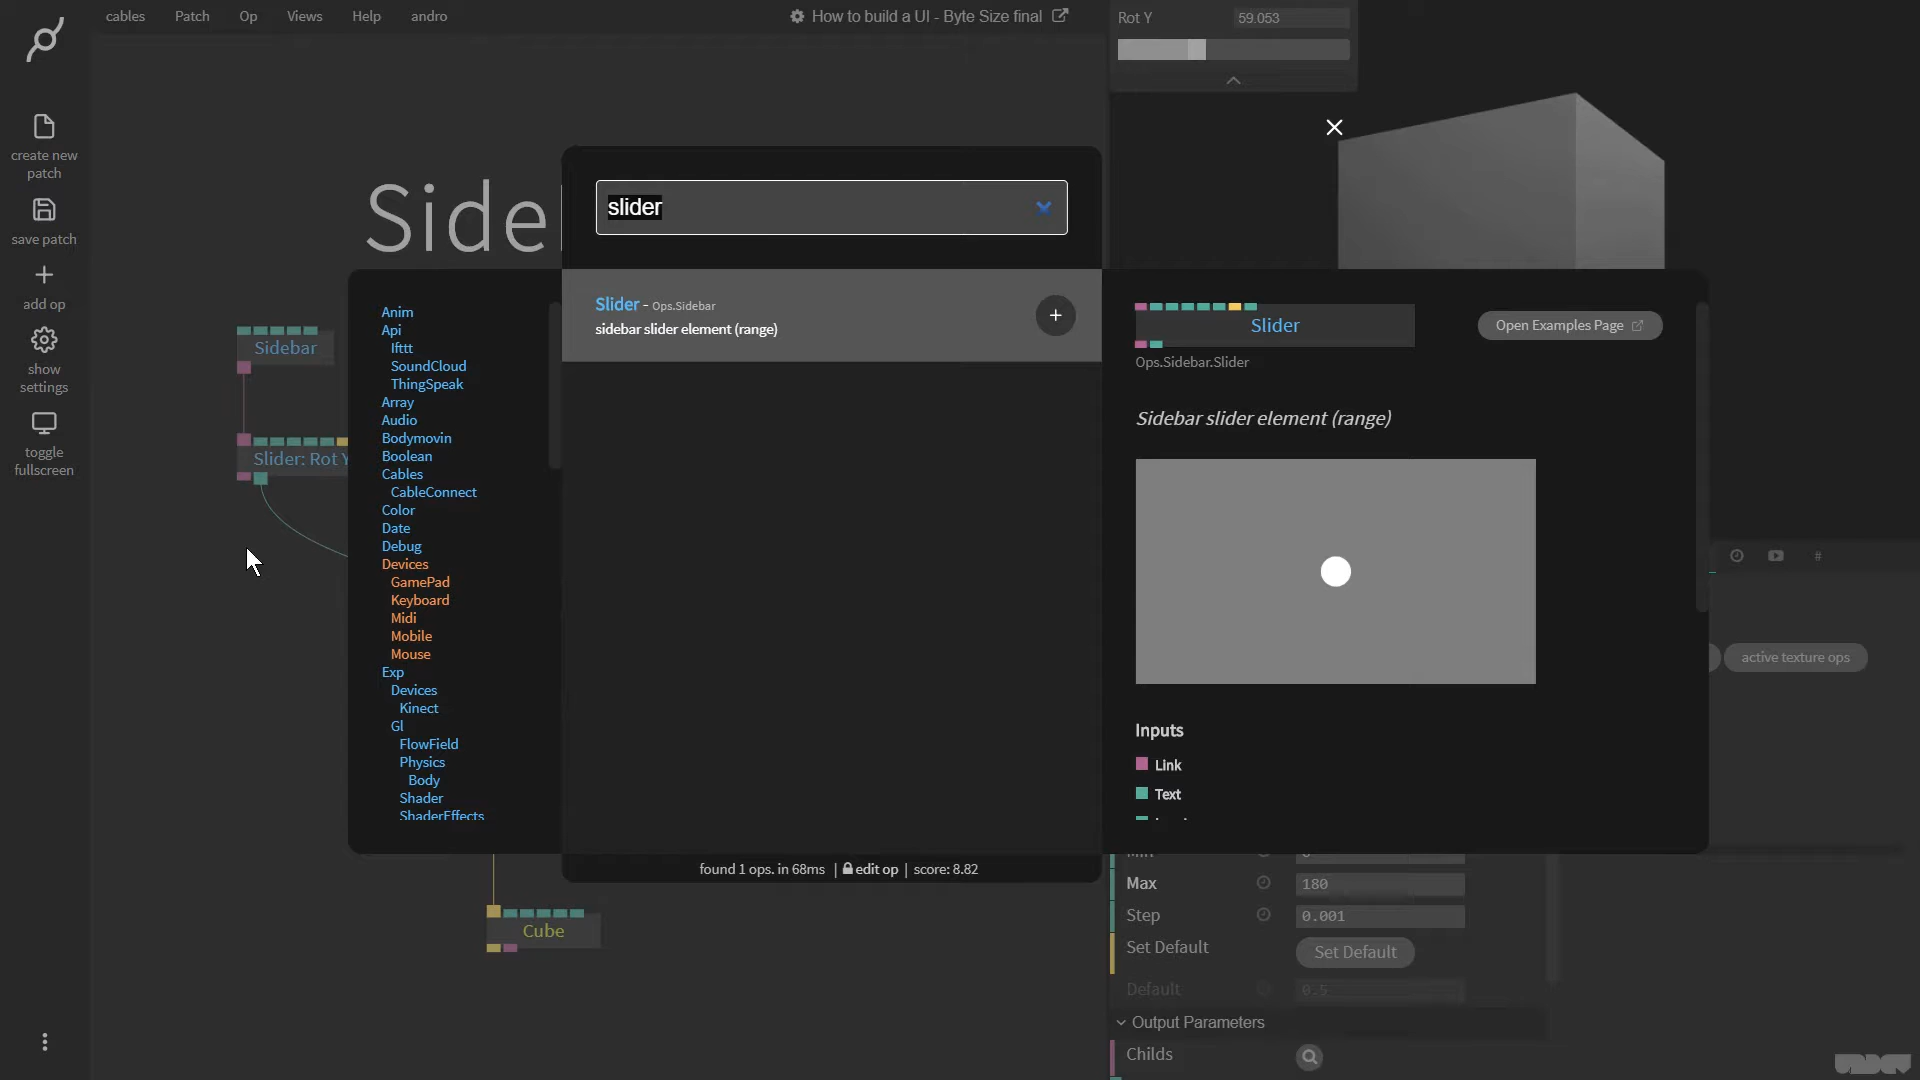 cables
Patch
Op
Views
Help
andro
How to build a UI - Byte Size final
Rot Y
59.053
create new
patch
save patch
add op
show
settings
toggle
fullscreen
Side
slider
Sidebar
Slider: Rot Y
Anim
Api
Ifttt
SoundCloud
ThingSpeak
Array
Audio
Bodymovin
Boolean
Cables
CableConnect
Color
Date
Debug
Devices
GamePad
Keyboard
Midi
Mobile
Mouse
Exp
Devices
Kinect
Gl
FlowField
Physics
Body
Shader
ShaderEffects
Slider - Ops.Sidebar
sidebar slider element (range)
+
found 1 ops. in 68ms | edit op | score: 8.82
Slider
Open Examples Page
Ops.Sidebar.Slider
Sidebar slider element (range)
Inputs
Link
Text
#
active texture ops
Cube
Max
180
Step
0.001
Set Default
Set Default
Default
0.5
Output Parameters
Childs